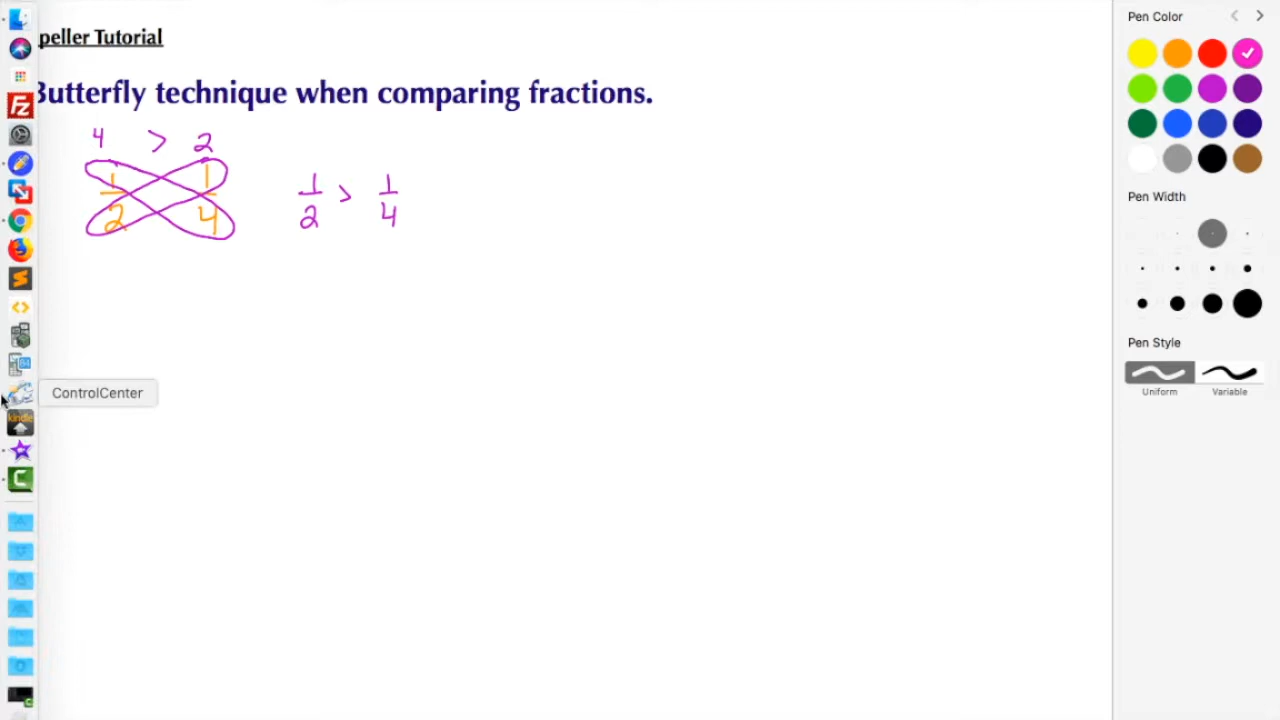 peller Tutorial
Butterfly technique when comparing fractions.
4 > 2
1/2 1/4
1/2 > 1/4
ControlCenter
kindle
Pen Color
Pen Width
Pen Style
Uniform
Variable